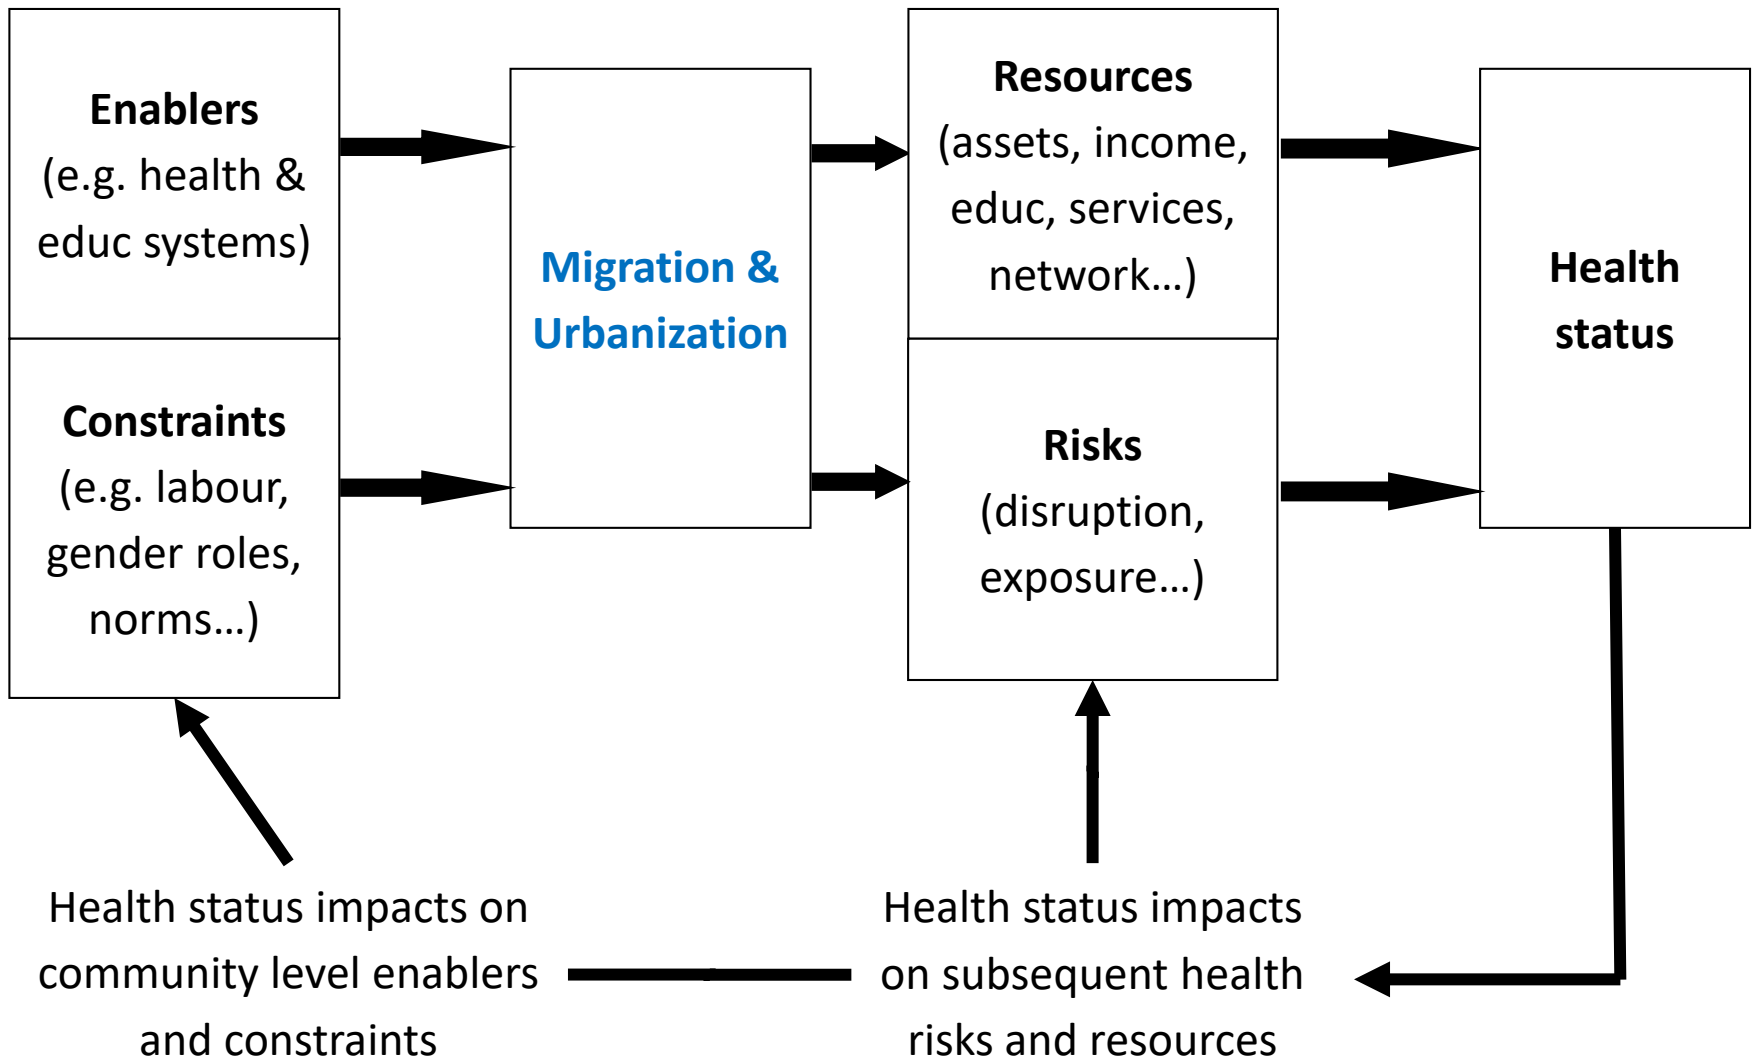 Enablers
(e.g. health &
educ systems)
Constraints
(e.g. labour,
gender roles,
norms…)
Migration &
Urbanization
Resources
(assets, income,
educ, services,
network…)
Risks
(disruption,
exposure…)
Health
status
Health status impacts on
community level enablers
and constraints
Health status impacts
on subsequent health
risks and resources